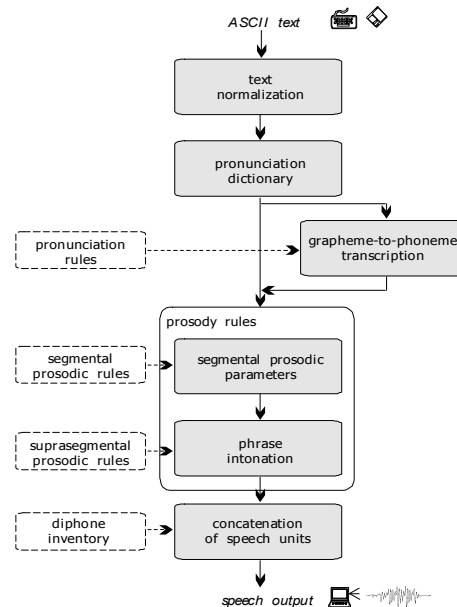 ASCII text
text
normalization
pronunciation
dictionary
pronunciation
rules
grapheme-to-phoneme
transcription
prosody rules
segmental
prosodic rules
segmental prosodic
parameters
suprasegmental
prosodic rules
phrase
intonation
diphone
inventory
concatenation
of speech units
speech output